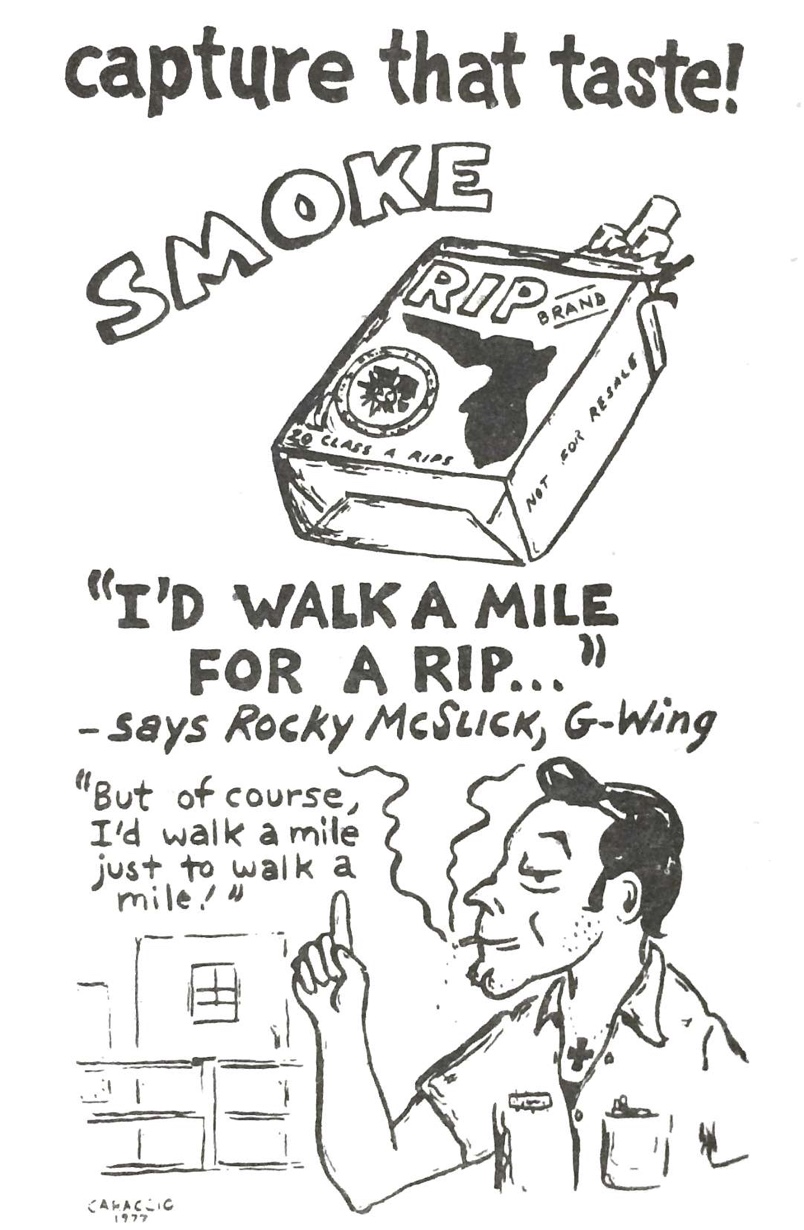 capture that taste!
SMOKE
RIP
BRAND
20 CLASS A RIPS
NOT FOR RESALE
"I'D WALK A MILE
FOR A RIP..."
- says Rocky McSlick, G-Wing
"But of course,
I'd walk a mile
just to walk a
mile!"
1977